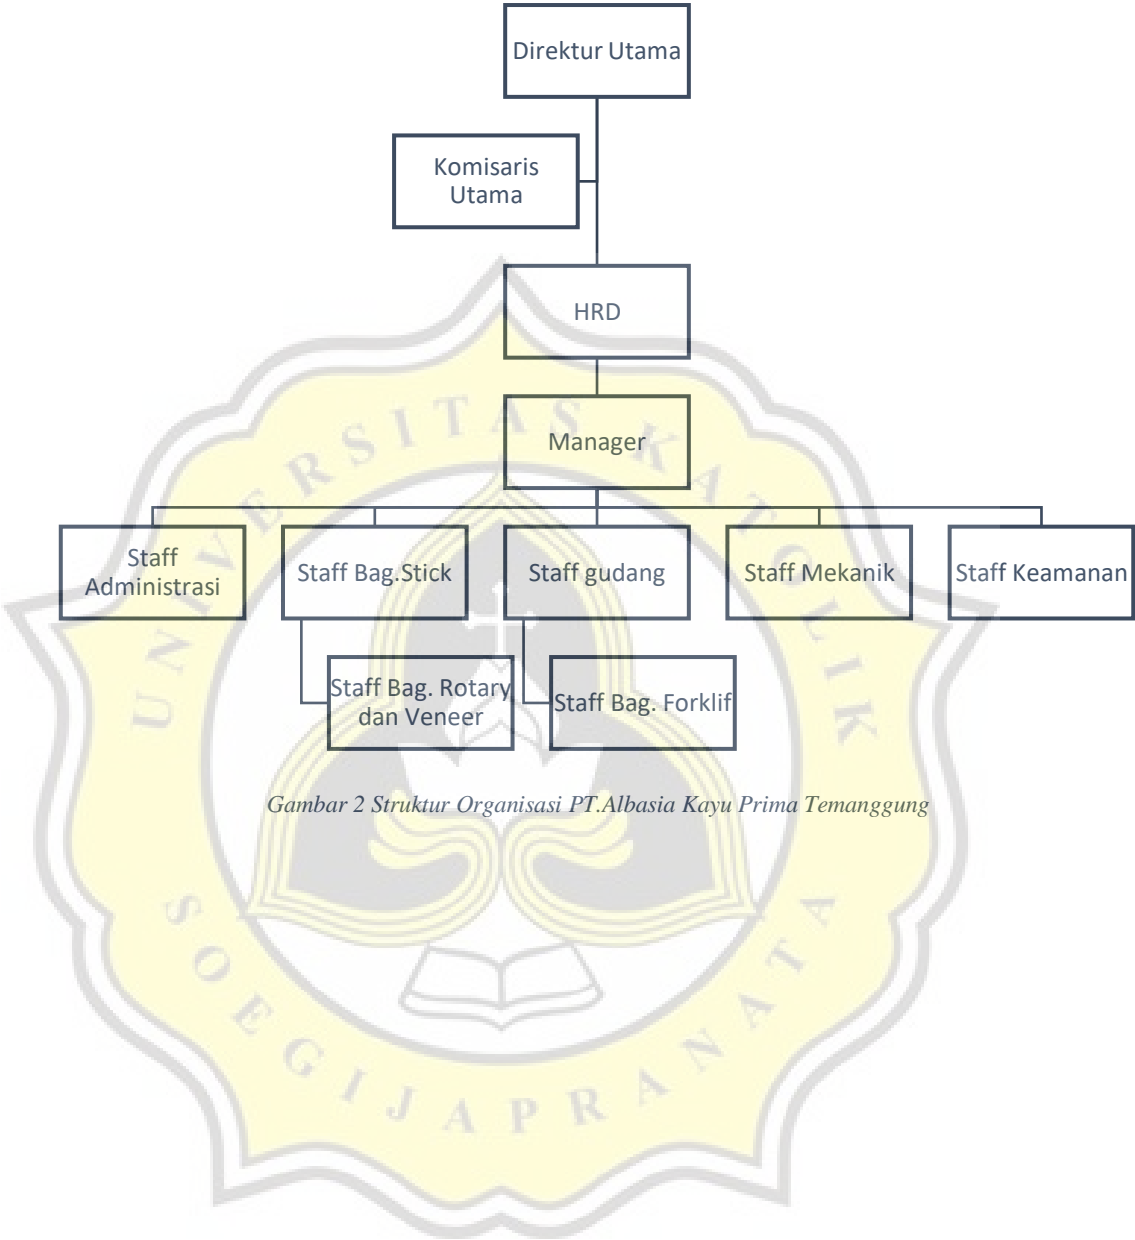 Direktur Utama
Komisaris
Utama
HRD
Manager
Staff
Administrasi
Staff Bag.Stick
Staff gudang
Staff Mekanik
Staff Keamanan
Staff Bag. Rotary
dan Veneer
Staff Bag. Forklif
Gambar 2 Struktur Organisasi PT.Albasia Kayu Prima Temanggung
UNIVERSITAS KATOLIK
SOEGIJAPRANATA